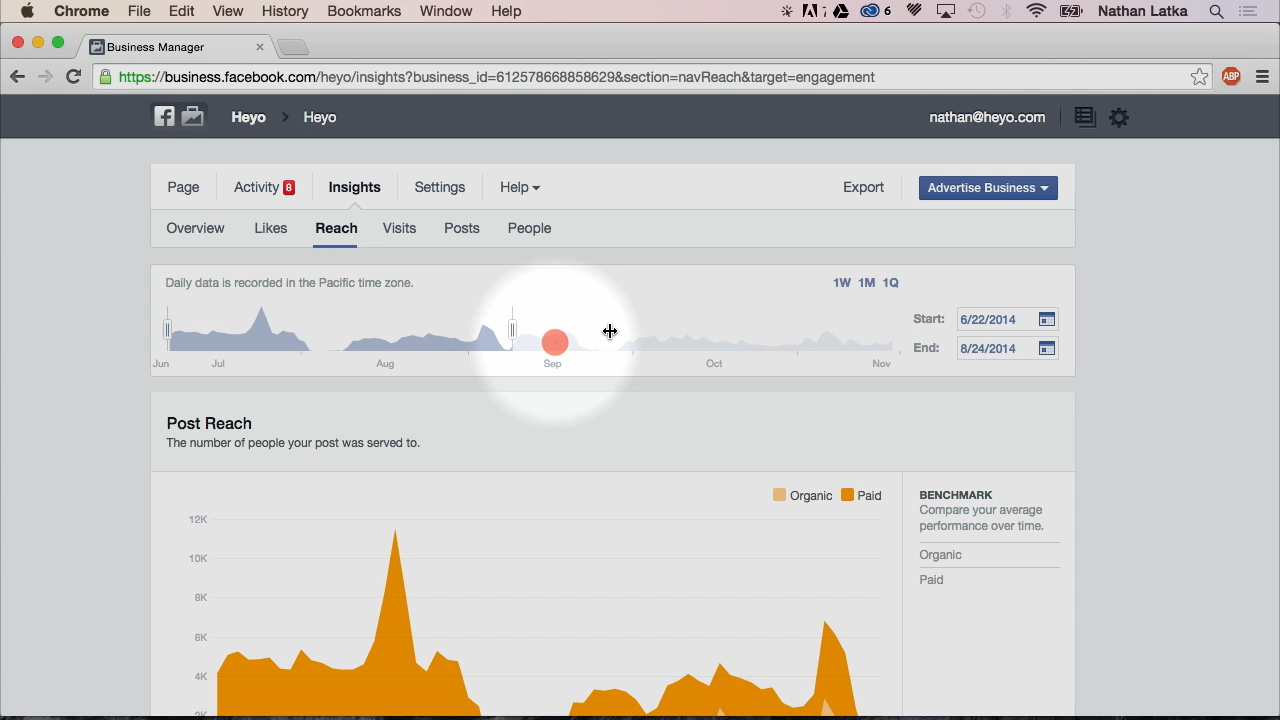 Chrome File Edit View History Bookmarks Window Help 7 6 Nathan Latka
Business Manager
https://business.facebook.com/heyo/insights?business_id=612578668858629&section=navReach&target=engagement ABP
Heyo > Heyo nathan@heyo.com
Page Activity 8 Insights Settings Help Export Advertise Business
Overview Likes Reach Visits Posts People
Daily data is recorded in the Pacific time zone. 1W 1M 1Q
Start: 6/22/2014
End: 8/24/2014
Jun Jul Aug Sep Oct Nov
Post Reach
The number of people your post was served to.
Organic Paid
BENCHMARK
Compare your average
performance over time.
Organic
Paid
12K
10K
8K
6K
4K
2K